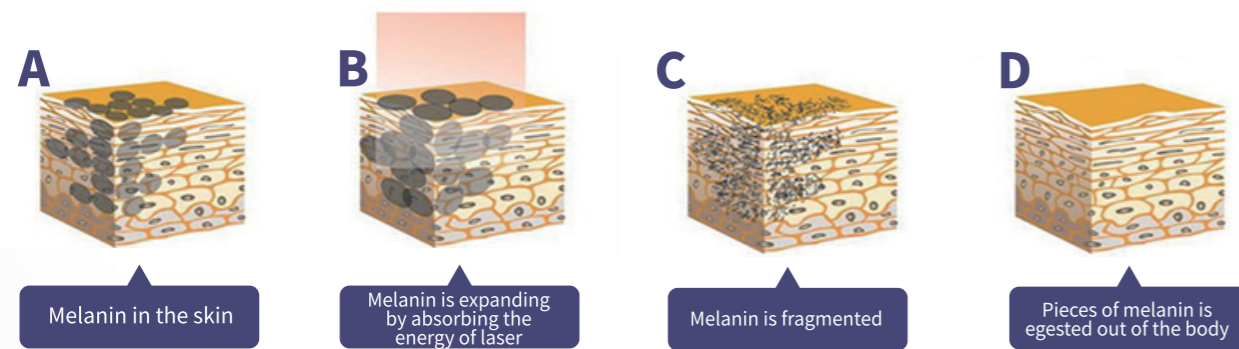 A
B
C
D
Melanin in the skin
Melanin is expanding
by absorbing the
energy of laser
Melanin is fragmented
Pieces of melanin is
egested out of the body